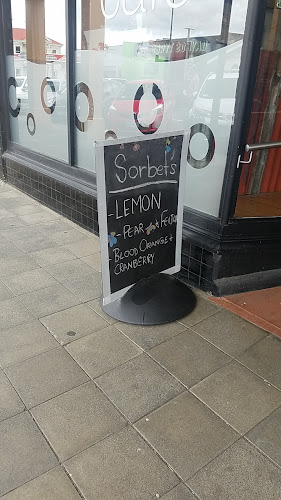 Sorbets
-LEMON
-PEAR
-BLOOD ORANGE +
CRANBERRY